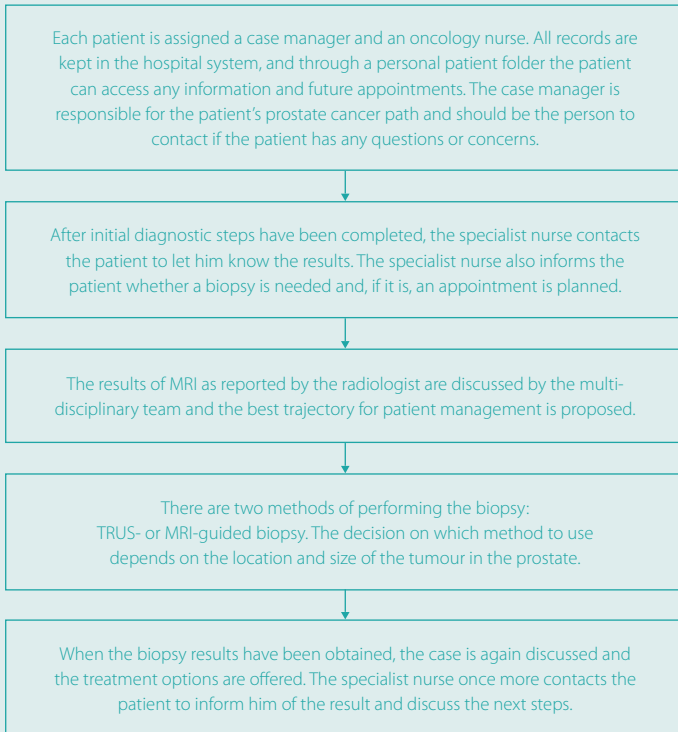 Each patient is assigned a case manager and an oncology nurse. All records are
kept in the hospital system, and through a personal patient folder the patient
can access any information and future appointments. The case manager is
responsible for the patient's prostate cancer path and should be the person to
contact if the patient has any questions or concerns.
After initial diagnostic steps have been completed, the specialist nurse contacts
the patient to let him know the results. The specialist nurse also informs the
patient whether a biopsy is needed and, if it is, an appointment is planned.
The results of MRI as reported by the radiologist are discussed by the multi-
disciplinary team and the best trajectory for patient management is proposed.
There are two methods of performing the biopsy:
TRUS- or MRI-guided biopsy. The decision on which method to use
depends on the location and size of the tumour in the prostate.
When the biopsy results have been obtained, the case is again discussed and
the treatment options are offered. The specialist nurse once more contacts the
patient to inform him of the result and discuss the next steps.